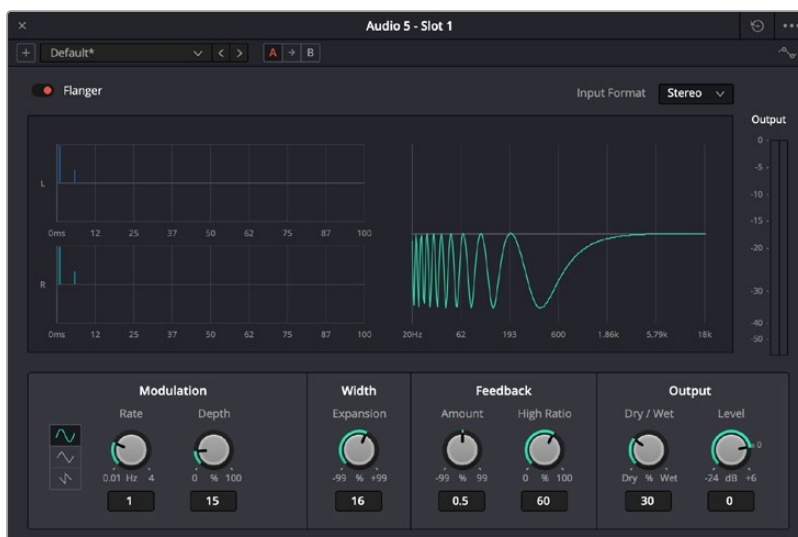 Audio 5 - Slot 1
Default*
A
B
Flanger
Input Format
Stereo
Output
L
0ms 12 25 37 50 62 75 87 100
R
0ms 12 25 37 50 62 75 87 100
20Hz 62 193 600 1.86k 5.79k 18k
0
-5
-10
-15
-20
-30
-40
-50
Modulation
Rate
0.01 Hz 4
1
Depth
0 % 100
15
Width
Expansion
-99 % +99
16
Feedback
Amount
-99 % 99
0.5
High Ratio
0 % 100
60
Output
Dry / Wet
Dry % Wet
30
Level
0
-24 dB +6
0